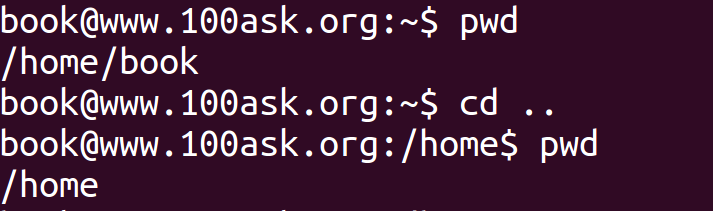 book@www.100ask.org:~$ pwd
/home/book
book@www.100ask.org:~$ cd ..
book@www.100ask.org:/home$ pwd
/home